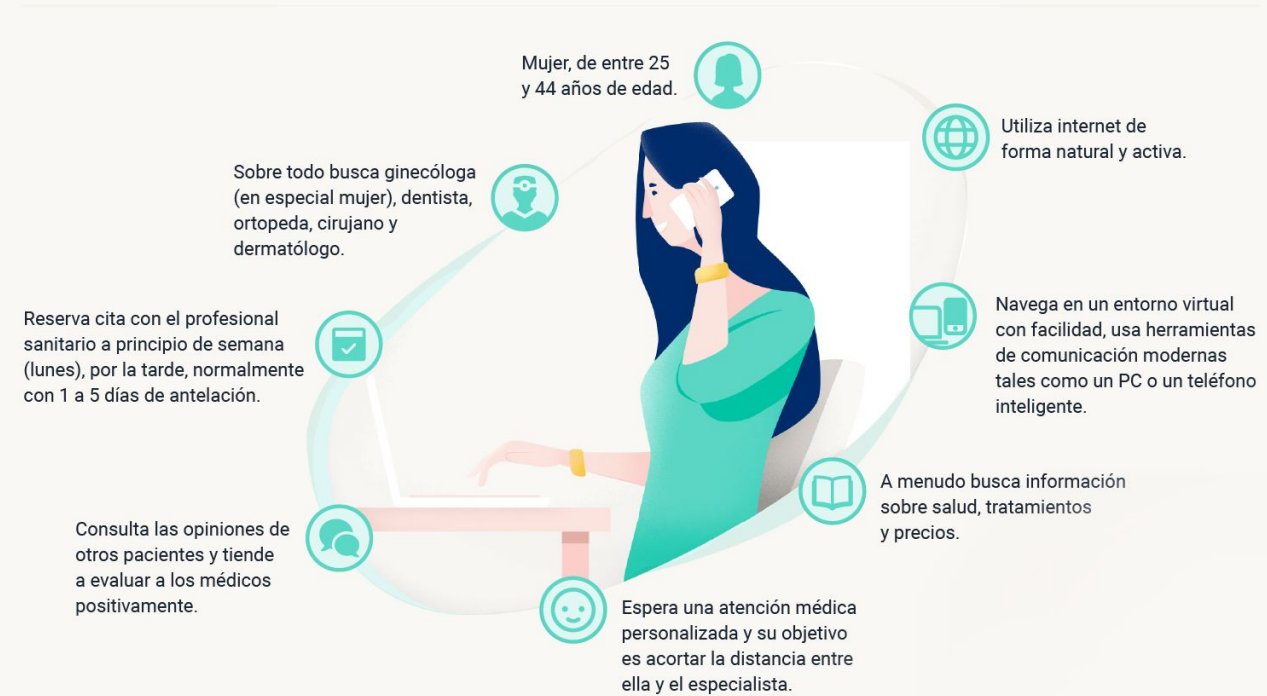 Mujer, de entre 25
y 44 años de edad.
Utiliza internet de
forma natural y activa.
Navega en un entorno virtual
con facilidad, usa herramientas
de comunicación modernas
tales como un PC o un teléfono
inteligente.
A menudo busca información
sobre salud, tratamientos
y precios.
Espera una atención médica
personalizada y su objetivo
es acortar la distancia entre
ella y el especialista.
Consulta las opiniones de
otros pacientes y tiende
a evaluar a los médicos
positivamente.
Reserva cita con el profesional
sanitario a principio de semana
(lunes), por la tarde, normalmente
con 1 a 5 días de antelación.
Sobre todo busca ginecóloga
(en especial mujer), dentista,
ortopeda, cirujano y
dermatólogo.